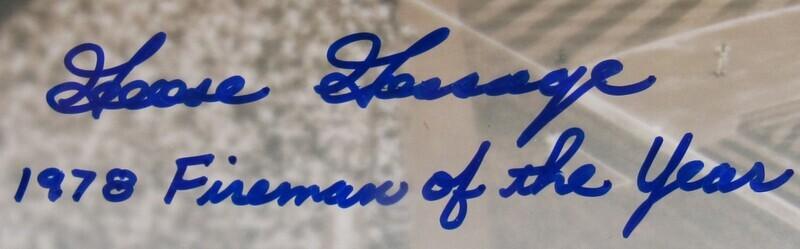 Goose Gossage
1978 Fireman of the Year